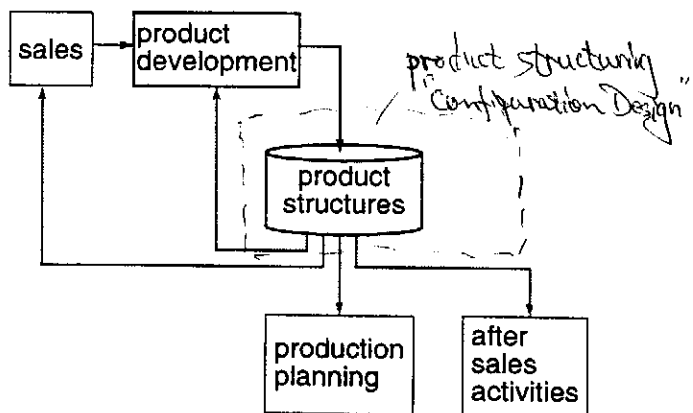 sales
product
development
product structuring
"Configuration Design"
product
structures
production
planning
after
sales
activities